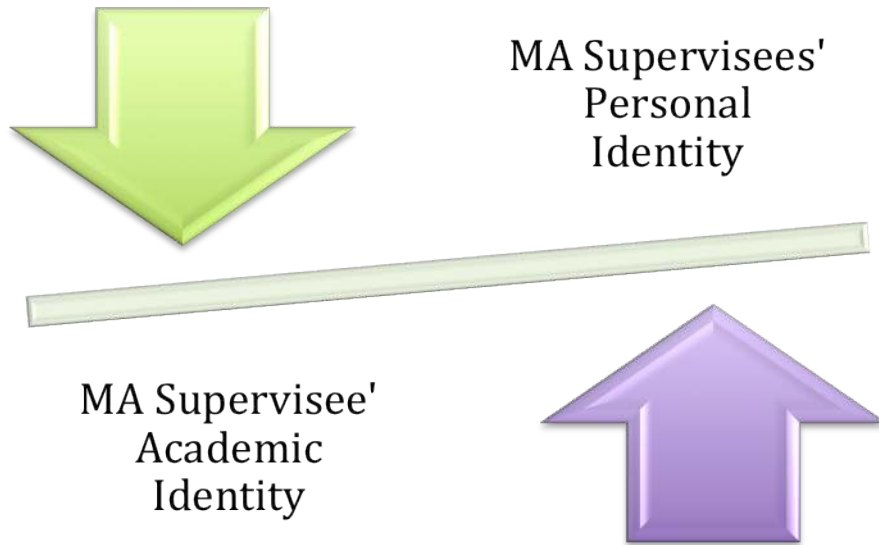 MA Supervisees'
Personal
Identity
MA Supervisee'
Academic
Identity